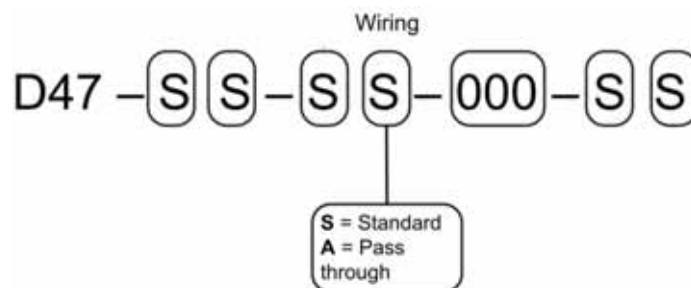 Wiring
D47 – S S – S S – 000 – S S
S = Standard
A = Pass
through